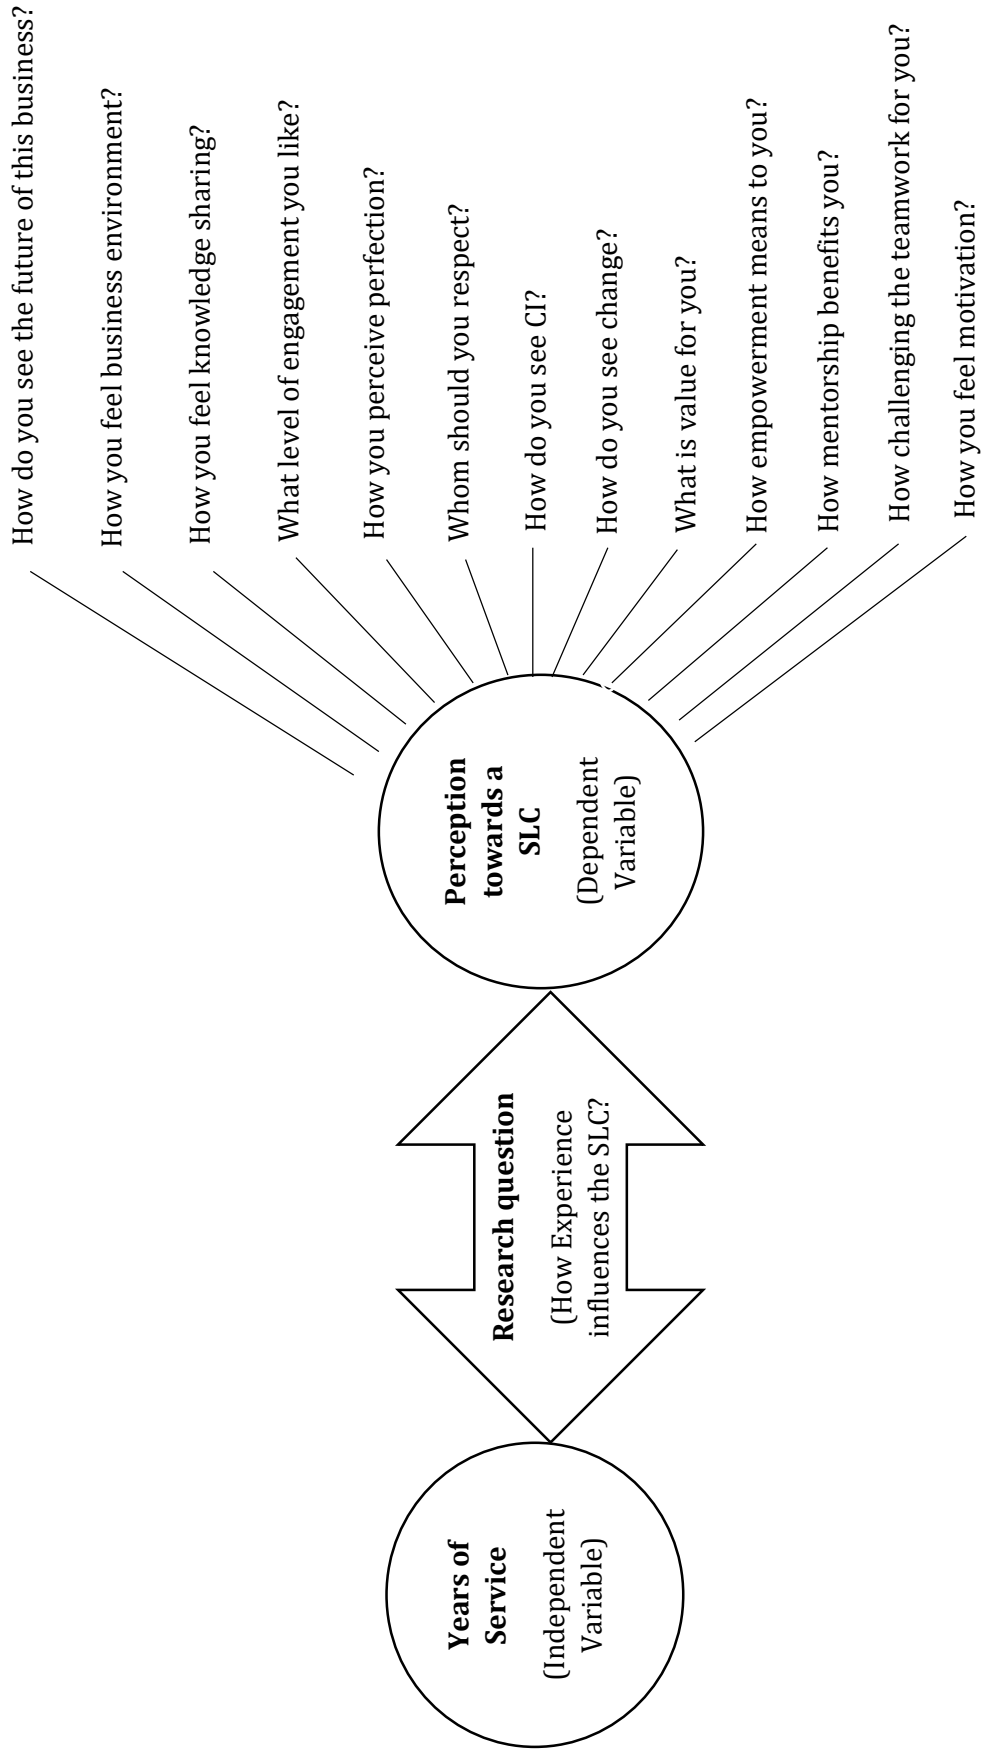 Years of
Service
(Independent
Variable)
Research question
(How Experience
influences the SLC?
Perception
towards a
SLC
(Dependent
Variable)
How do you see the future of this business?
How you feel business environment?
How you feel knowledge sharing?
What level of engagement you like?
How you perceive perfection?
Whom should you respect?
How do you see CI?
How do you see change?
What is value for you?
How empowerment means to you?
How mentorship benefits you?
How challenging the teamwork for you?
How you feel motivation?